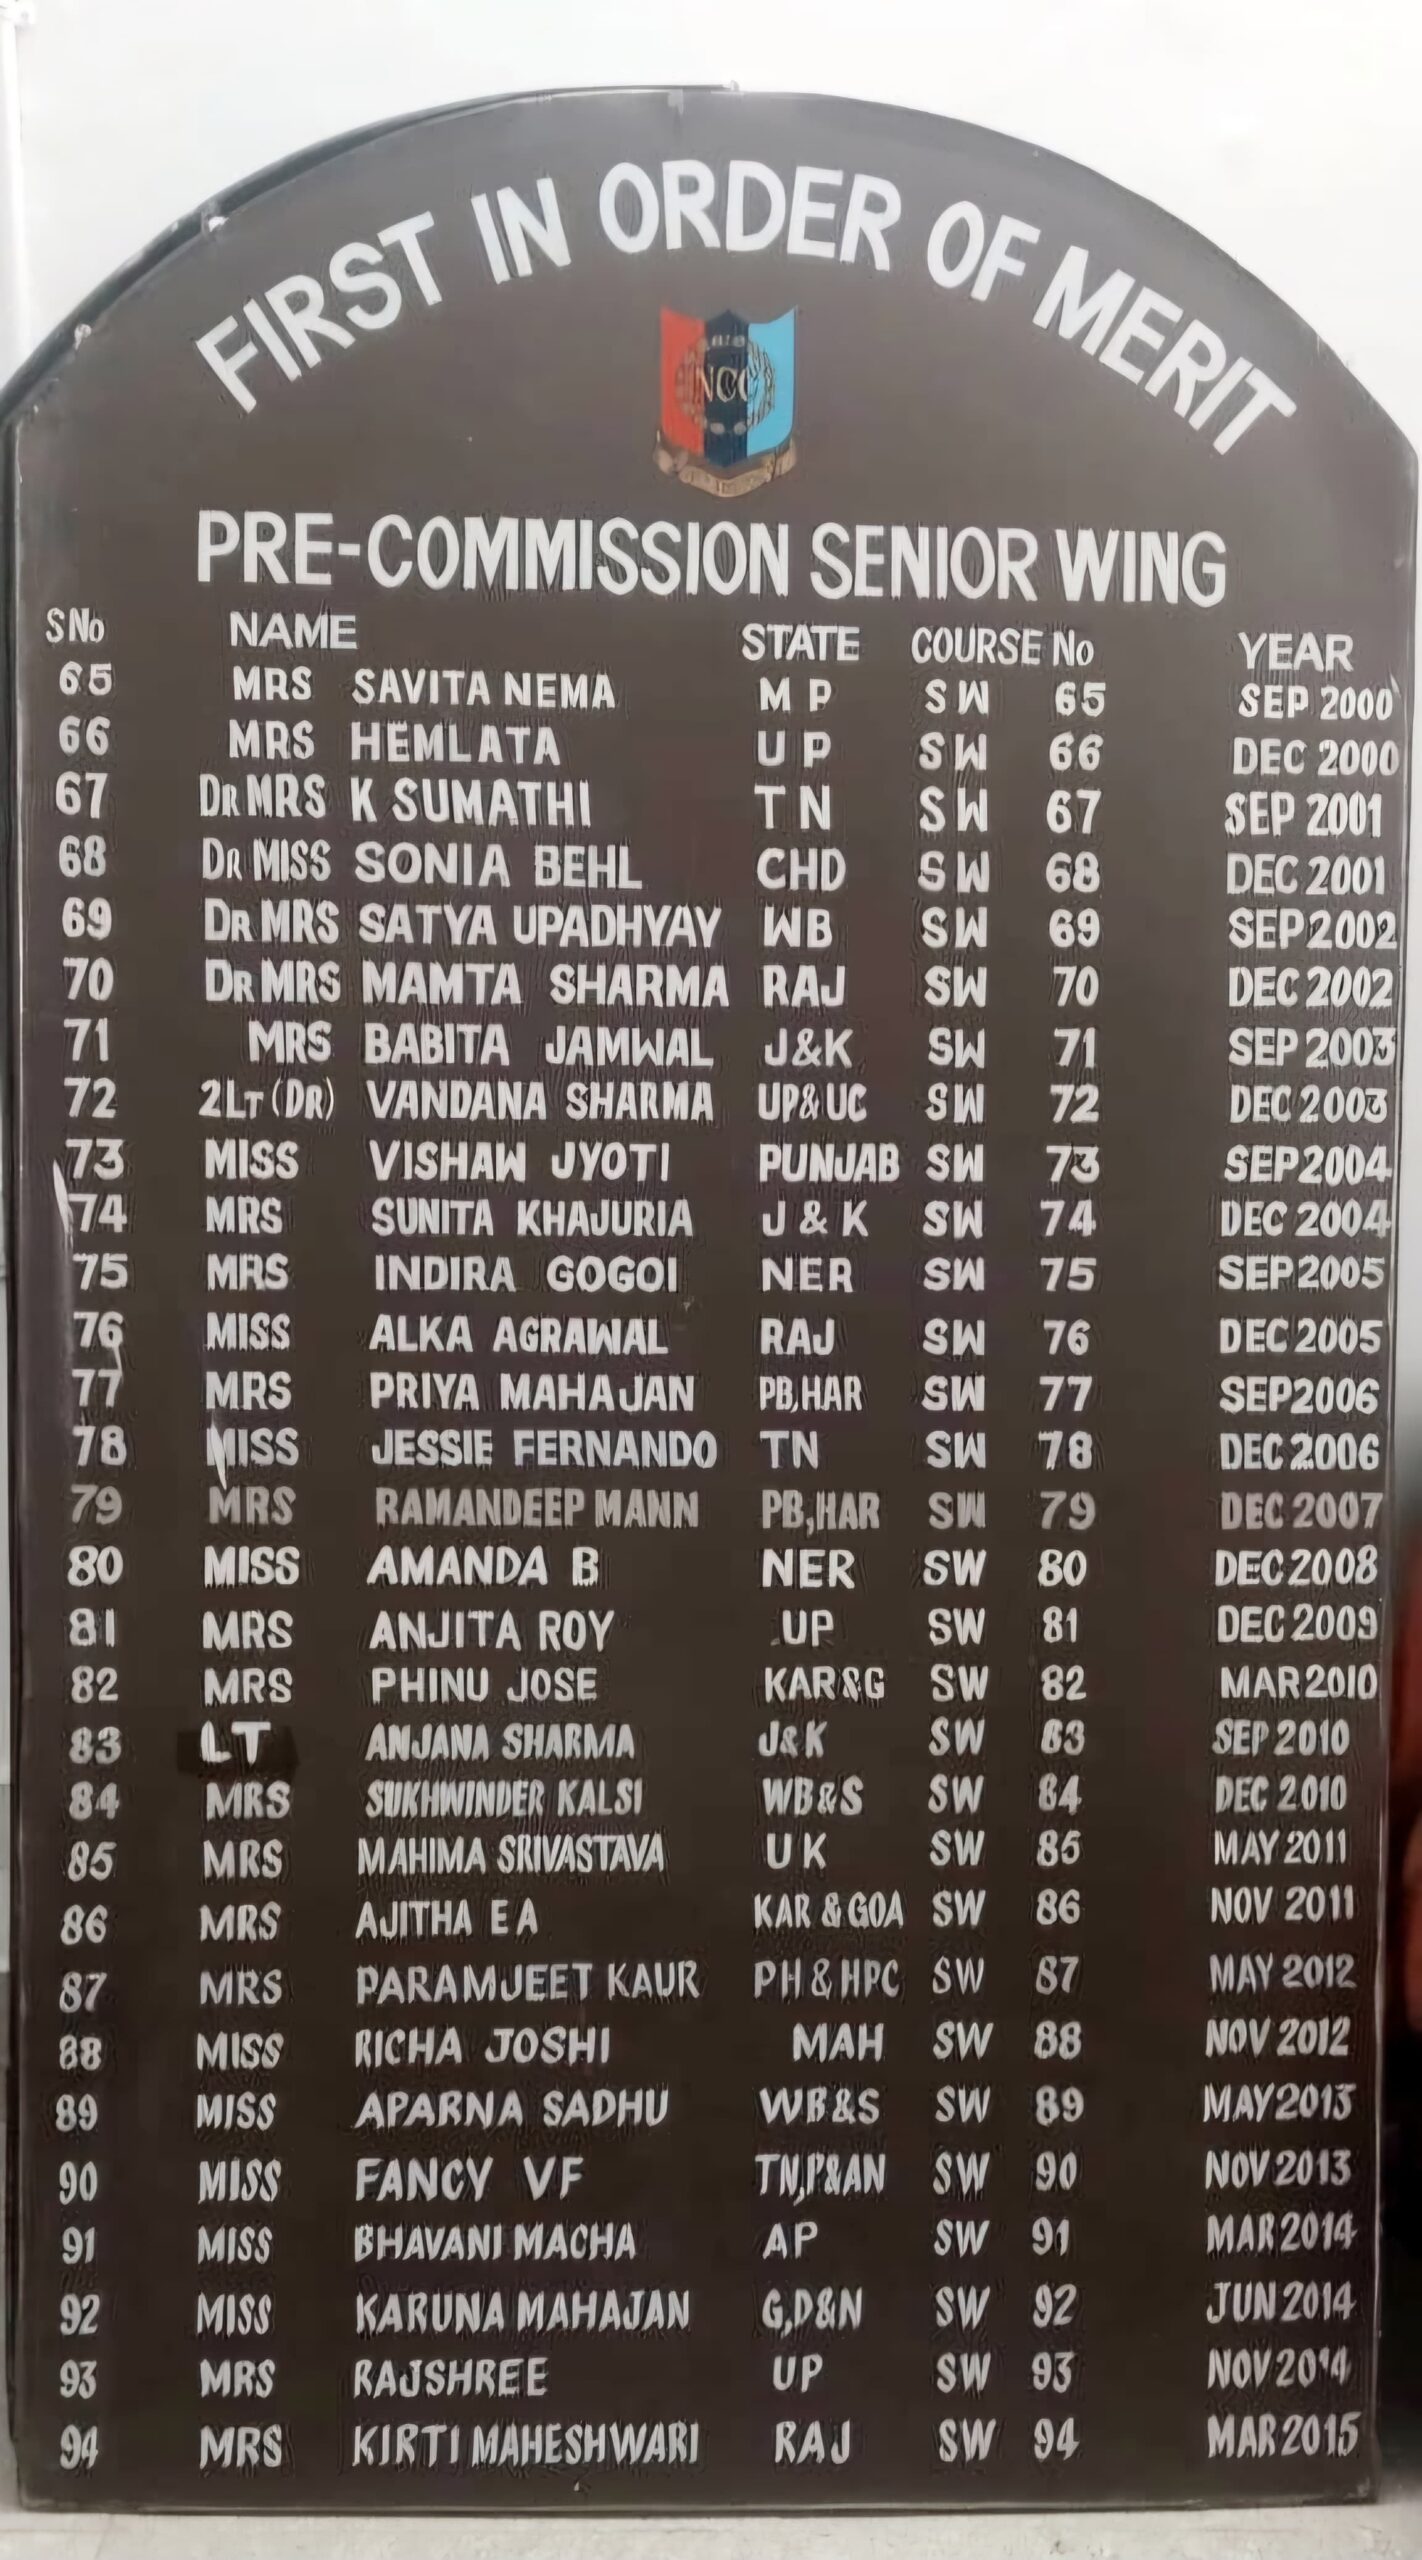 FIRST IN ORDER OF MERIT
NCC
PRE-COMMISSION SENIOR WING
SNo NAME STATE COURSE No YEAR
65 MRS SAVITA NEMA M P SW 65 SEP 2000
66 MRS HEMLATA U P SW 66 DEC 2000
67 DR MRS K SUMATHI T N SW 67 SEP 2001
68 DR MISS SONIA BEHL CHD SW 68 DEC 2001
69 DR MRS SATYA UPADHYAY WB SW 69 SEP 2002
70 DR MRS MAMTA SHARMA RAJ SW 70 DEC 2002
71 MRS BABITA JAMWAL J&K SW 71 SEP 2003
72 2LT (DR) VANDANA SHARMA UP&UC SW 72 DEC 2003
73 MISS VISHAW JYOTI PUNJAB SW 73 SEP 2004
74 MRS SUNITA KHAJURIA J & K SW 74 DEC 2004
75 MRS INDIRA GOGOI NER SW 75 SEP 2005
76 MISS ALKA AGRAWAL RAJ SW 76 DEC 2005
77 MRS PRIYA MAHAJAN PB,HAR SW 77 SEP 2006
78 MISS JESSIE FERNANDO TN SW 78 DEC 2006
79 MRS RAMANDEEP MANN PB,HAR SW 79 DEC 2007
80 MISS AMANDA B NER SW 80 DEC 2008
81 MRS ANJITA ROY UP SW 81 DEC 2009
82 MRS PHINU JOSE KAR&G SW 82 MAR 2010
83 LT ANJANA SHARMA J&K SW 83 SEP 2010
84 MRS SUKHWINDER KALSI WB&S SW 84 DEC 2010
85 MRS MAHIMA SRIVASTAVA U K SW 85 MAY 2011
86 MRS AJITHA E A KAR & GOA SW 86 NOV 2011
87 MRS PARAMJEET KAUR PH & HPC SW 87 MAY 2012
88 MISS RICHA JOSHI MAH SW 88 NOV 2012
89 MISS APARNA SADHU WB&S SW 89 MAY 2013
90 MISS FANCY VF TN,P&AN SW 90 NOV 2013
91 MISS BHAVANI MACHA AP SW 91 MAR 2014
92 MISS KARUNA MAHAJAN G,D&N SW 92 JUN 2014
93 MRS RAJSHREE UP SW 93 NOV 2014
94 MRS KIRTI MAHESHWARI RAJ SW 94 MAR 2015